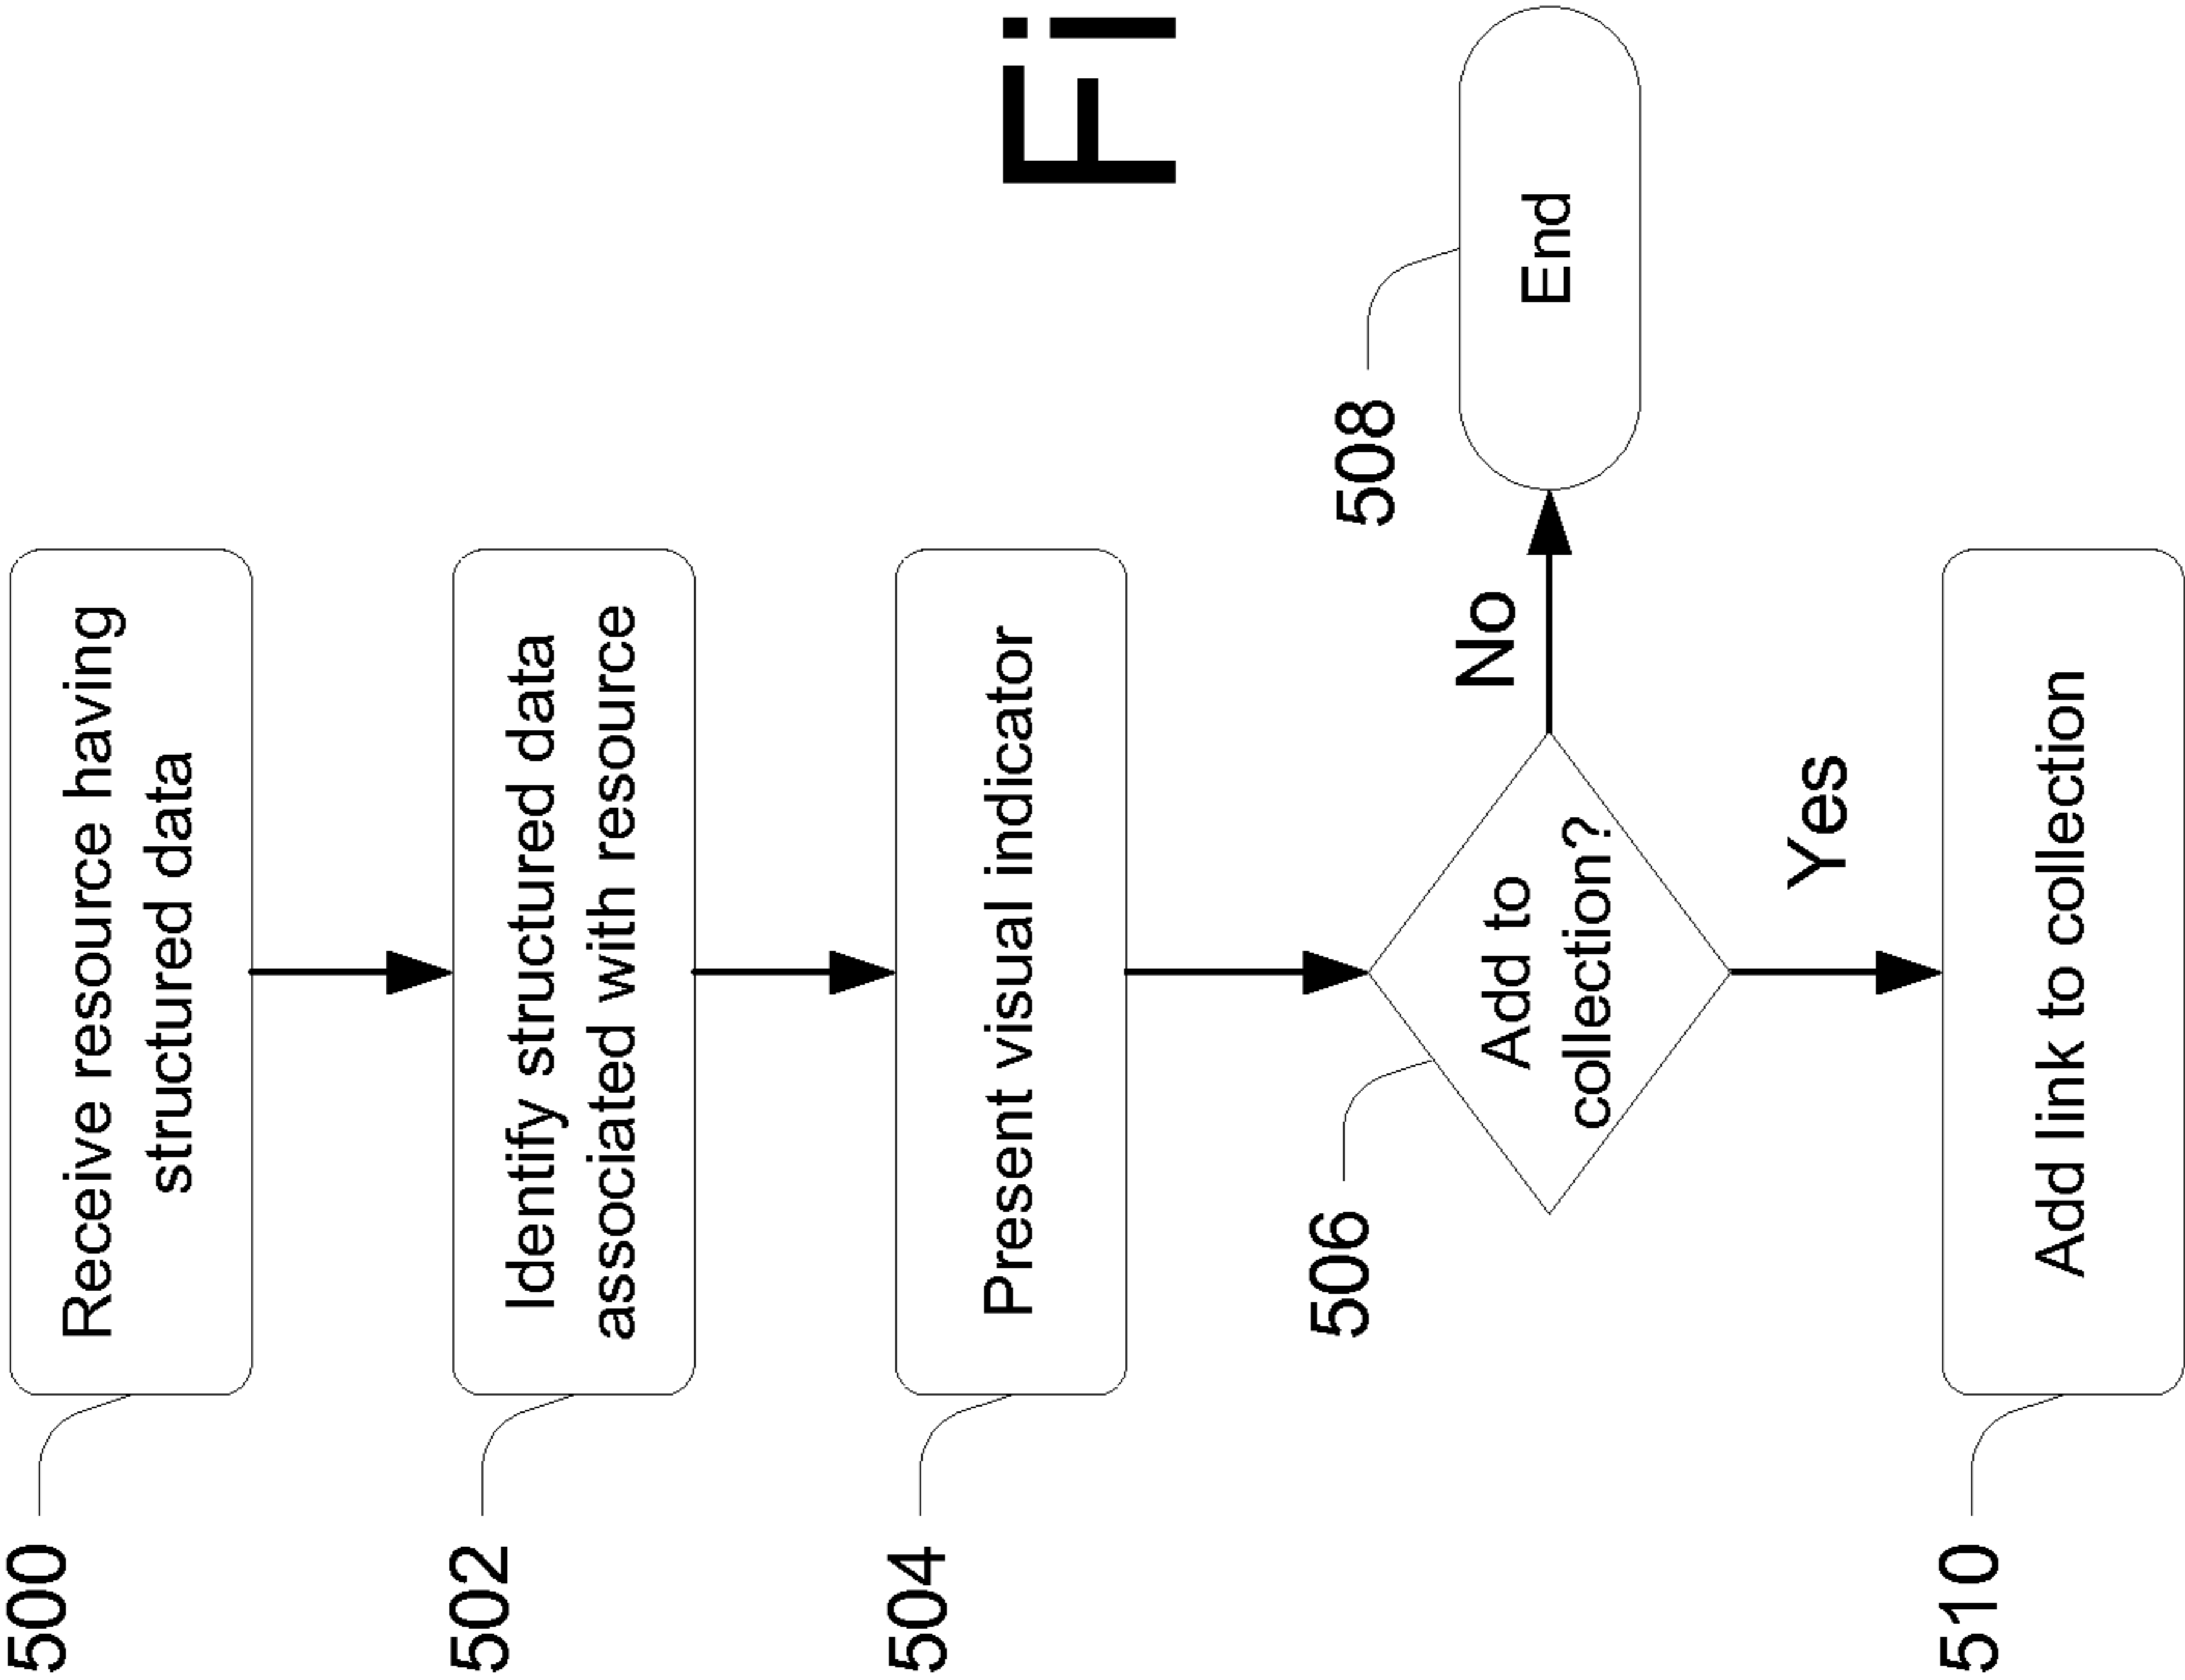 500
Receive resource having
structured data
502
Identify structured data
associated with resource
504
Present visual indicator
Fi
506
Add to
collection?
No
508
End
Yes
510
Add link to collection